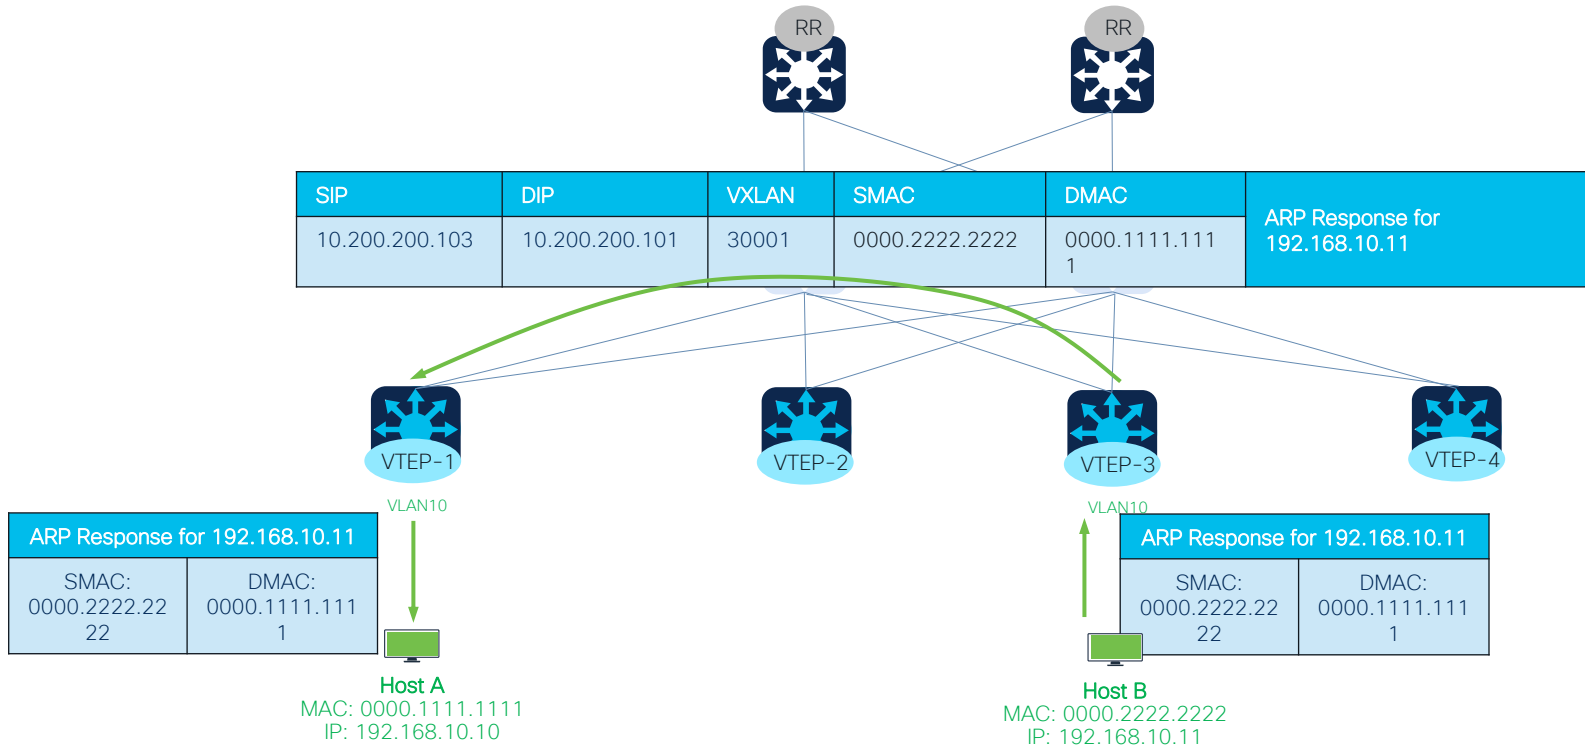 RR
RR
SIP
DIP
VXLAN
SMAC
DMAC
ARP Response for
192.168.10.11
10.200.200.103
10.200.200.101
30001
0000.2222.2222
0000.1111.111
1
VTEP-1
VTEP-2
VTEP-3
VTEP-4
VLAN10
VLAN10
ARP Response for 192.168.10.11
SMAC:
0000.2222.22
22
DMAC:
0000.1111.111
1
ARP Response for 192.168.10.11
SMAC:
0000.2222.22
22
DMAC:
0000.1111.111
1
Host A
MAC: 0000.1111.1111
IP: 192.168.10.10
Host B
MAC: 0000.2222.2222
IP: 192.168.10.11